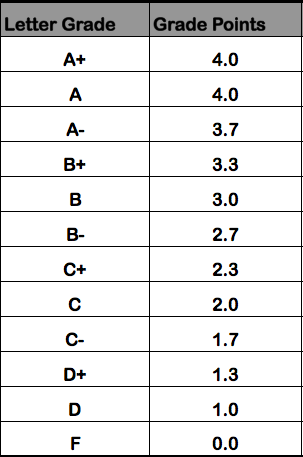 Letter Grade Grade Points
A+ 4.0
A 4.0
A- 3.7
B+ 3.3
B 3.0
B- 2.7
C+ 2.3
C 2.0
C- 1.7
D+ 1.3
D 1.0
F 0.0